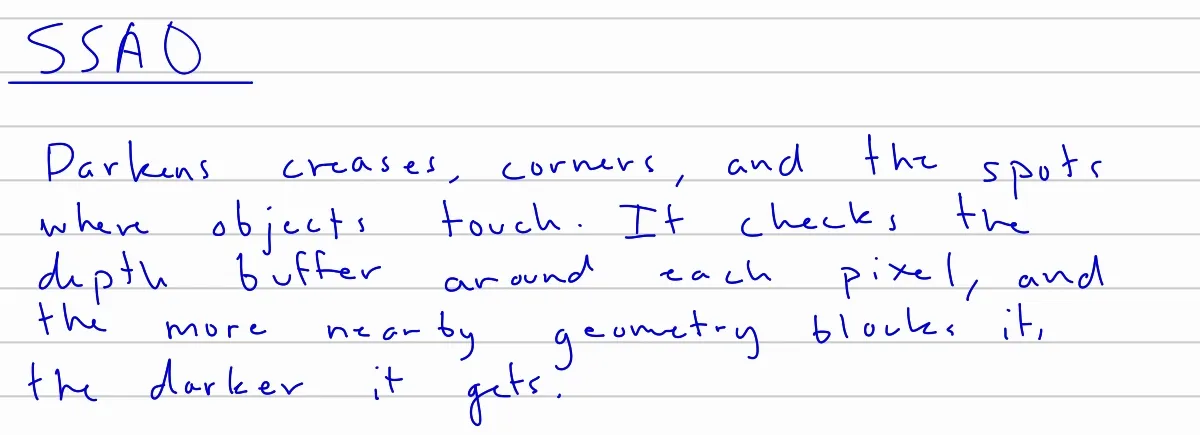 SSAO
Darkens creases, corners, and the spots
where objects touch. It checks the
depth buffer around each pixel, and
the more nearby geometry blocks it,
the darker it gets.